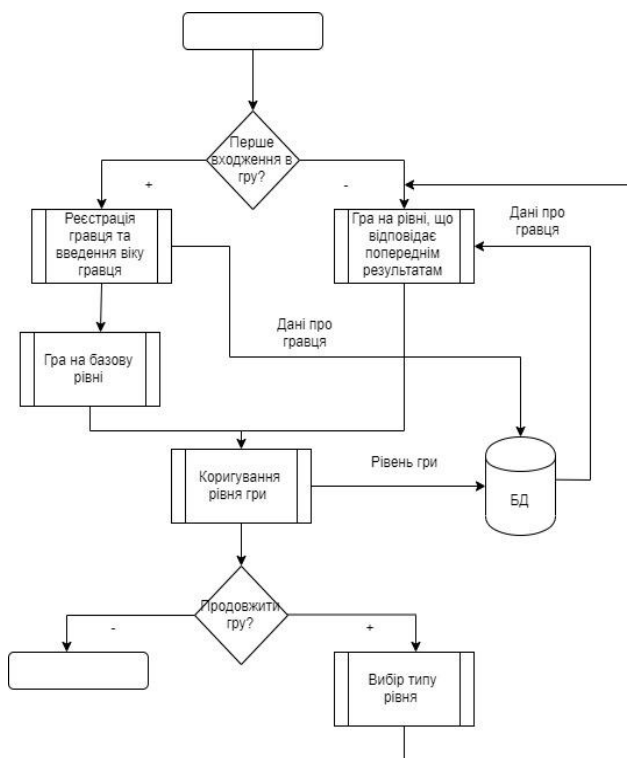 Перше
входження в
гру?
+
-
Реєстрація
гравця та
введення віку
гравця
Гра на рівні, що
відповідає
попереднім
результатам
Дані про
гравця
Дані про
гравця
Гра на базову
рівні
Коригування
рівня гри
Рівень гри
БД
Продовжити
гру?
-
+
Вибір типу
рівня